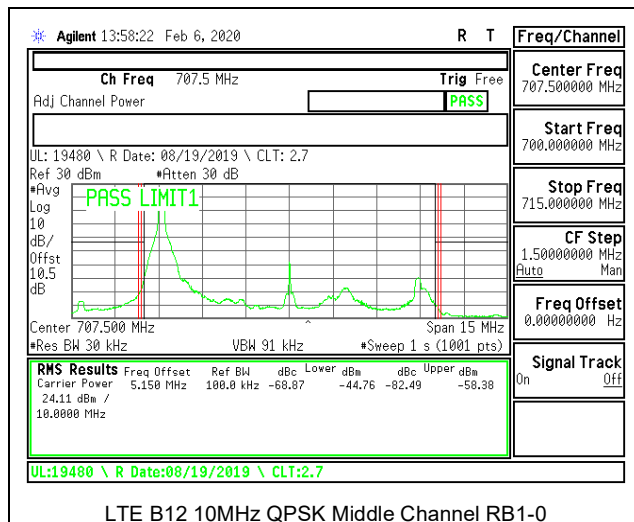 Agilent 13:58:22 Feb 6, 2020 R T
Freq/Channel
Ch Freq 707.5 MHz Trig Free
Adj Channel Power PASS
UL: 19480 \ R Date: 08/19/2019 \ CLT: 2.7
Ref 30 dBm #Atten 30 dB
#Avg
Log
10
dB/
Offst
10.5
dB
PASS LIMIT1
Center 707.500 MHz Span 15 MHz
#Res BW 30 kHz VBW 91 kHz #Sweep 1 s (1001 pts)
RMS Results Freq Offset Ref BW dBc Lower dBm dBc Upper dBm
Carrier Power 5.150 MHz 100.0 kHz -68.87 -44.76 -82.49 -58.38
24.11 dBm /
10.0000 MHz
UL:19480 \ R Date:08/19/2019 \ CLT:2.7
Center Freq
707.500000 MHz
Start Freq
700.000000 MHz
Stop Freq
715.000000 MHz
CF Step
1.50000000 MHz
Auto Man
Freq Offset
0.00000000 Hz
Signal Track
On Off
LTE B12 10MHz QPSK Middle Channel RB1-0